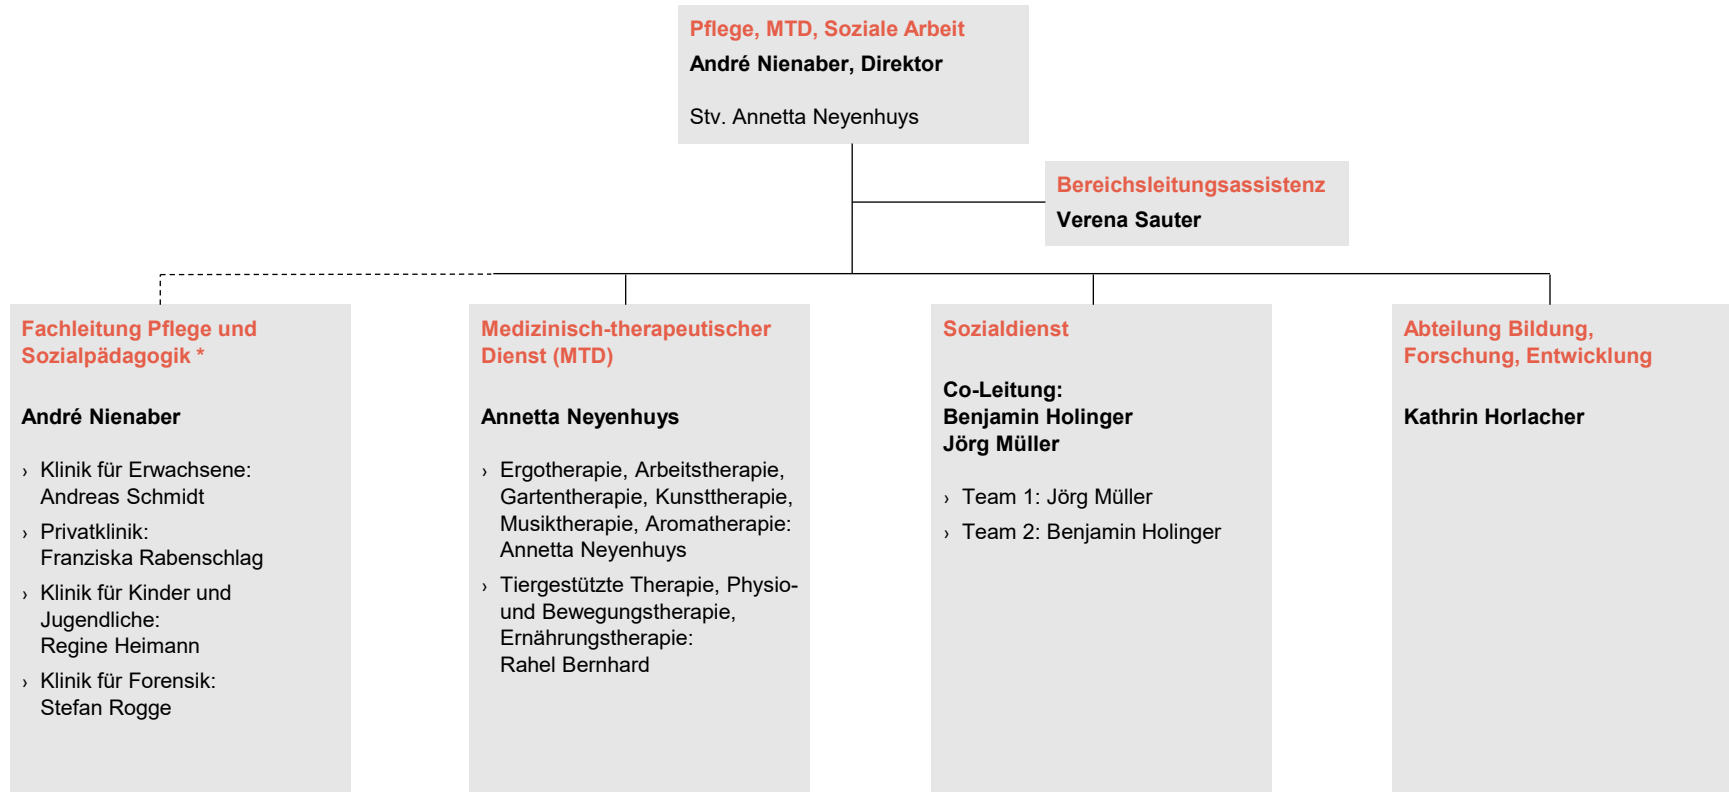 Pflege, MTD, Soziale Arbeit
André Nienaber, Direktor
Stv. Annetta Neyenhuys
Bereichsleitungsassistenz
Verena Sauter
Fachleitung Pflege und
Sozialpädagogik *
André Nienaber
› Klinik für Erwachsene:
Andreas Schmidt
› Privatklinik:
Franziska Rabenschlag
› Klinik für Kinder und
Jugendliche:
Regine Heimann
› Klinik für Forensik:
Stefan Rogge
Medizinisch-therapeutischer
Dienst (MTD)
Annetta Neyenhuys
› Ergotherapie, Arbeitstherapie,
Gartentherapie, Kunsttherapie,
Musiktherapie, Aromatherapie:
Annetta Neyenhuys
› Tiergestützte Therapie, Physio-
und Bewegungstherapie,
Ernährungstherapie:
Rahel Bernhard
Sozialdienst
Co-Leitung:
Benjamin Holinger
Jörg Müller
› Team 1: Jörg Müller
› Team 2: Benjamin Holinger
Abteilung Bildung,
Forschung, Entwicklung
Kathrin Horlacher